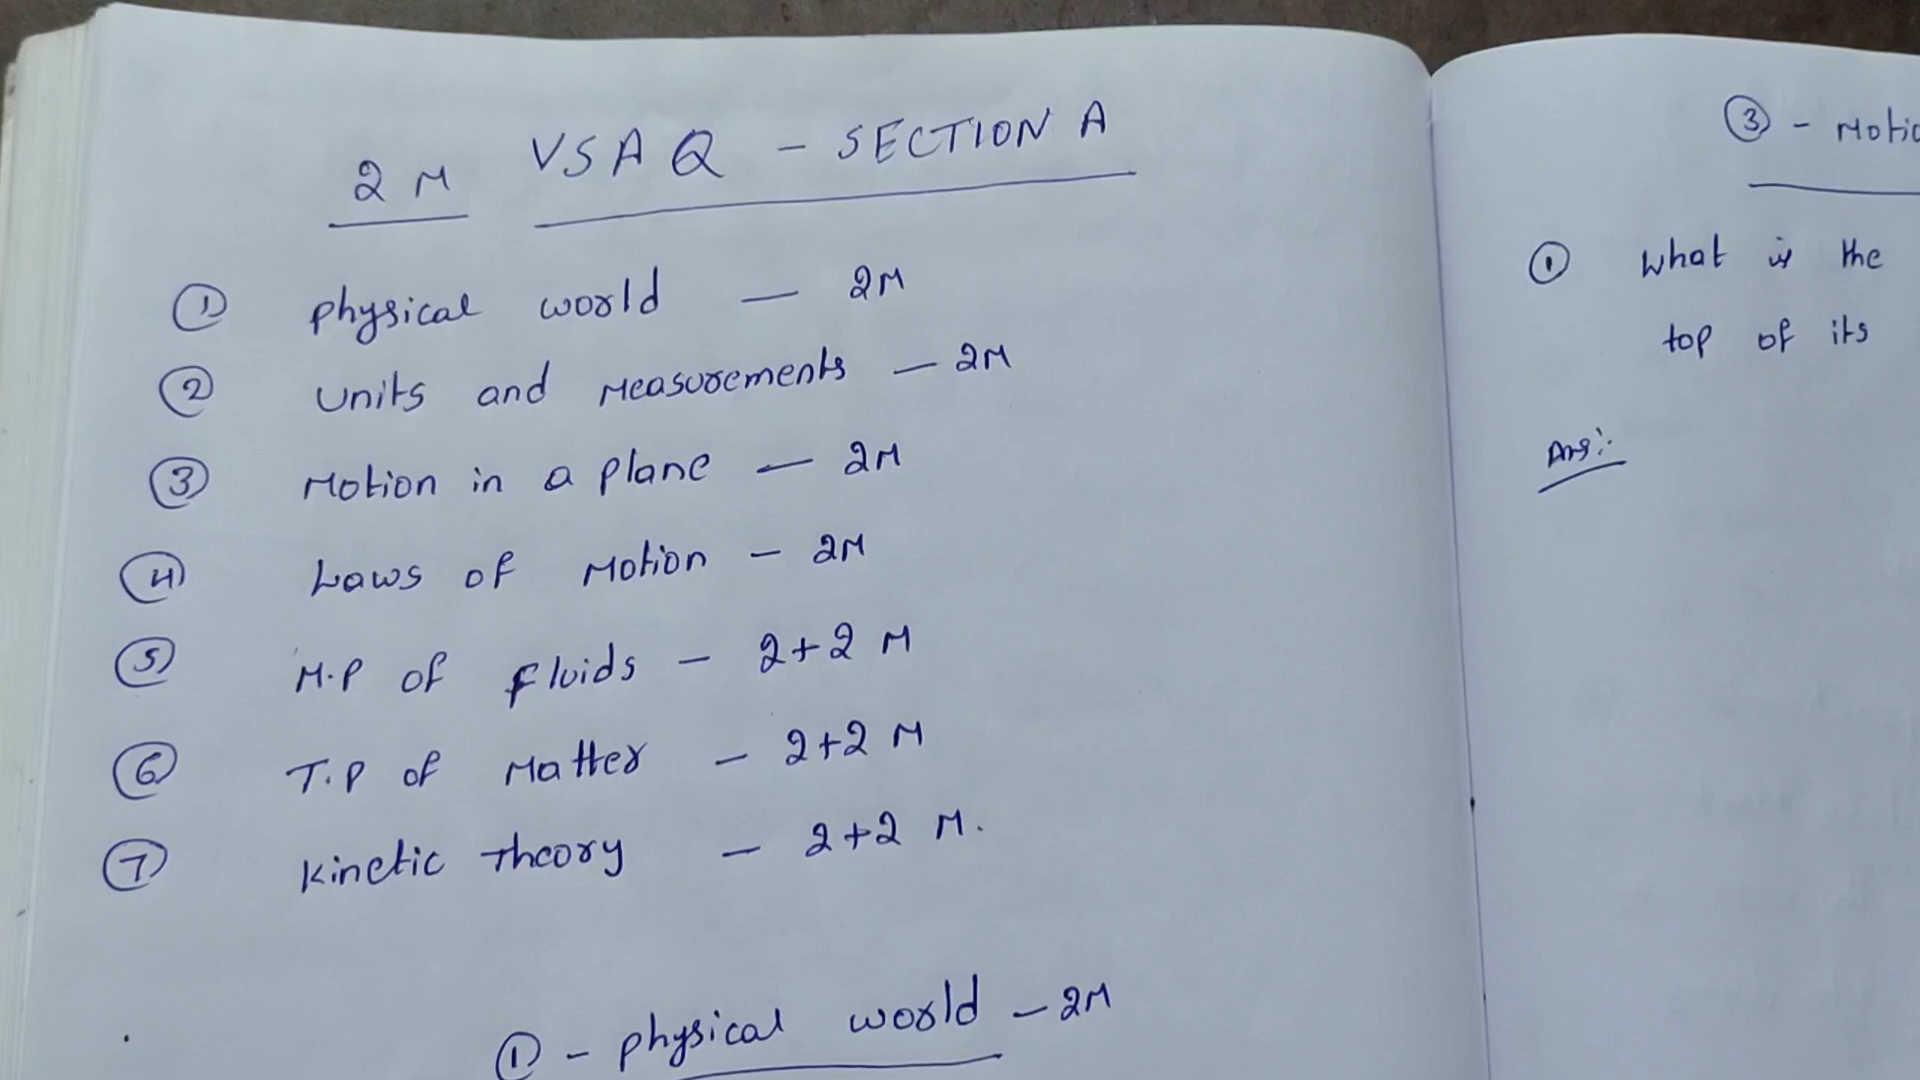 2M VSAQ - SECTION A
① physical world — 2M
② Units and Measurements — 2M
③ Motion in a plane — 2M
④ Laws of Motion - 2M
⑤ M.P of fluids - 2+2 M
⑥ T.P of Matter - 2+2 M
⑦ Kinetic Theory - 2+2 M.
① - physical world - 2M
③ - Motio
① What is the
top of its
Ans:-